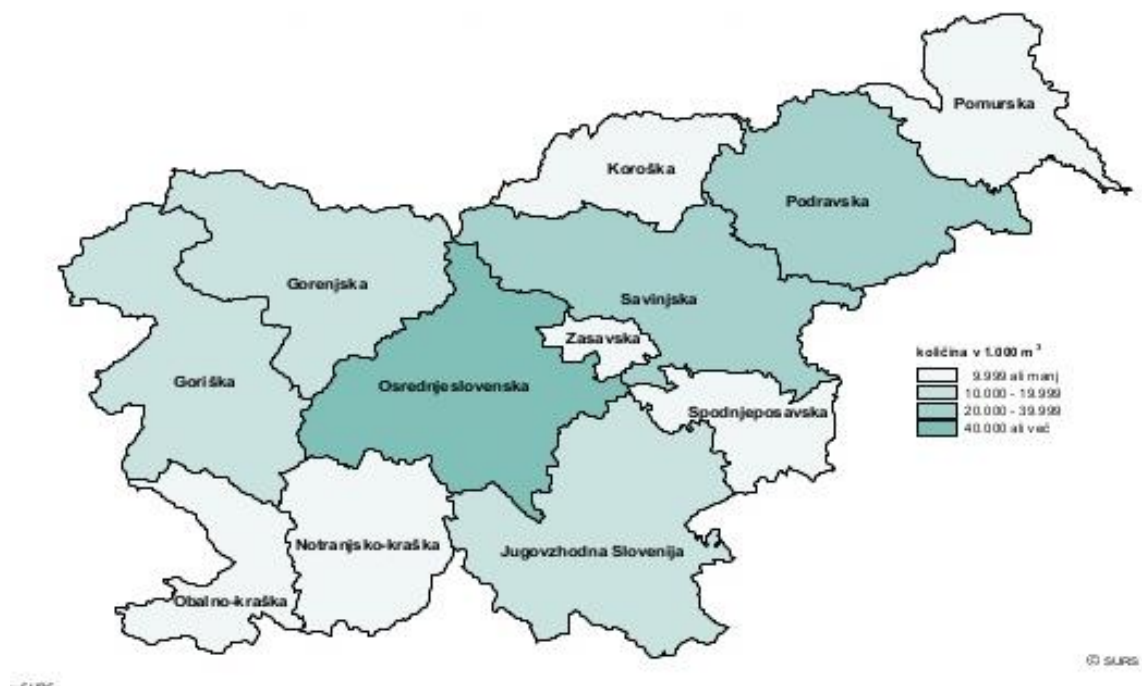 Pomurska
Koroška
Podravska
Gorenjska
Savinjska
Zasavska
količina v 1.000 m³
9.999 ali manj
10.000 - 19.999
20.000 - 39.999
40.000 ali več
Goriška
Osrednjeslovenska
Spodnjeposavska
Notranjsko-kraška
Jugovzhodna Slovenija
Obalno-kraška
© SURS